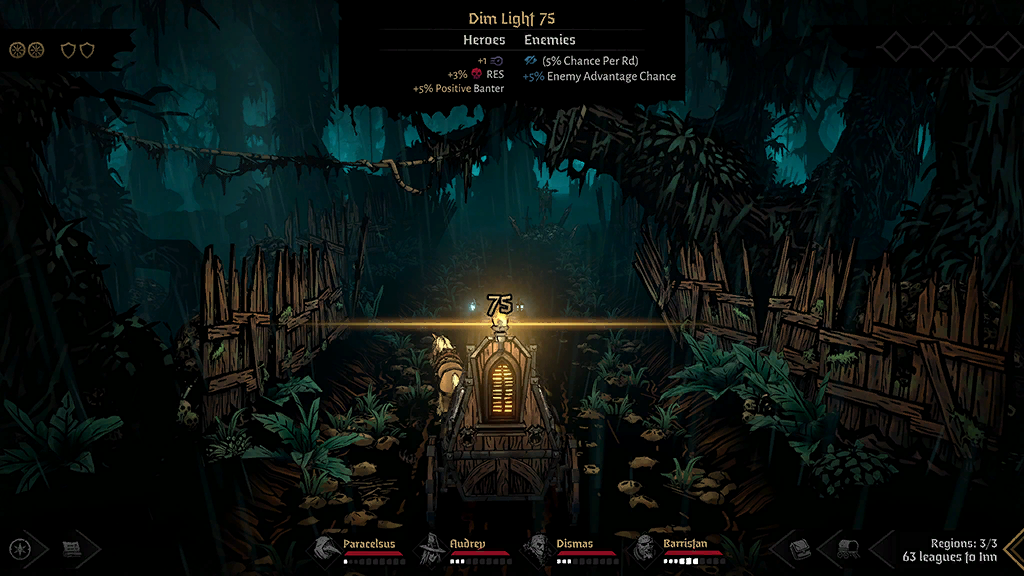 Dim Light 75
Heroes Enemies
+1 (5% Chance Per Rd)
+3% RES +5% Enemy Advantage Chance
+5% Positive Banter
75
Paracelsus Audrey Dismas Barristan
Regions: 3/3
63 leagues to Inn